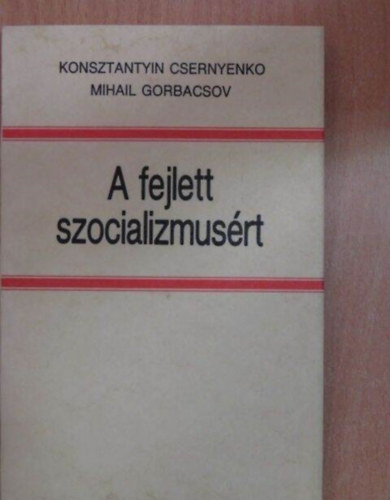 KONSZTANTYIN CSERNYENKO
MIHAIL GORBACSOV
A fejlett
szocializmusért